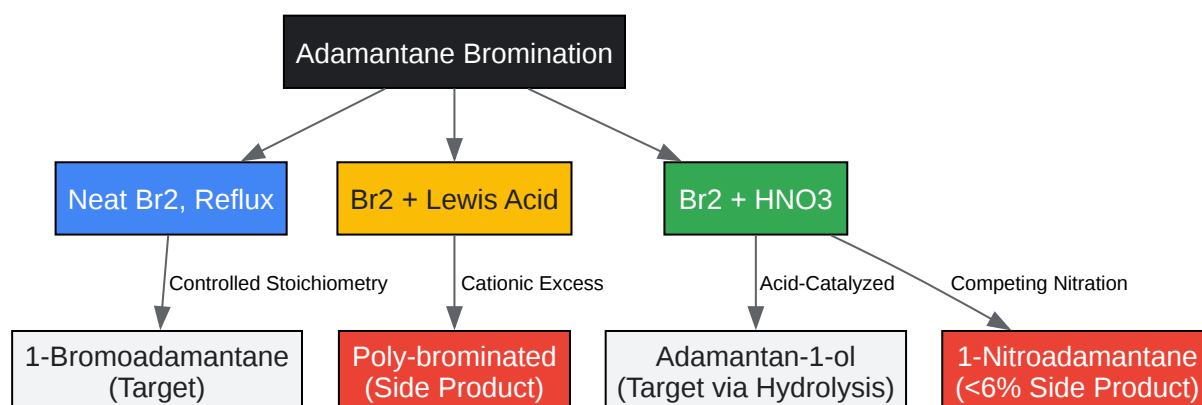 Adamantane Bromination
Neat Br2, Reflux
Br2 + Lewis Acid
Br2 + HNO3
Controlled Stoichiometry
Cationic Excess
Acid-Catalyzed
Competing Nitration
1-Bromoadamantane
(Target)
Poly-brominated
(Side Product)
Adamantan-1-ol
(Target via Hydrolysis)
1-Nitroadamantane
(<6% Side Product)